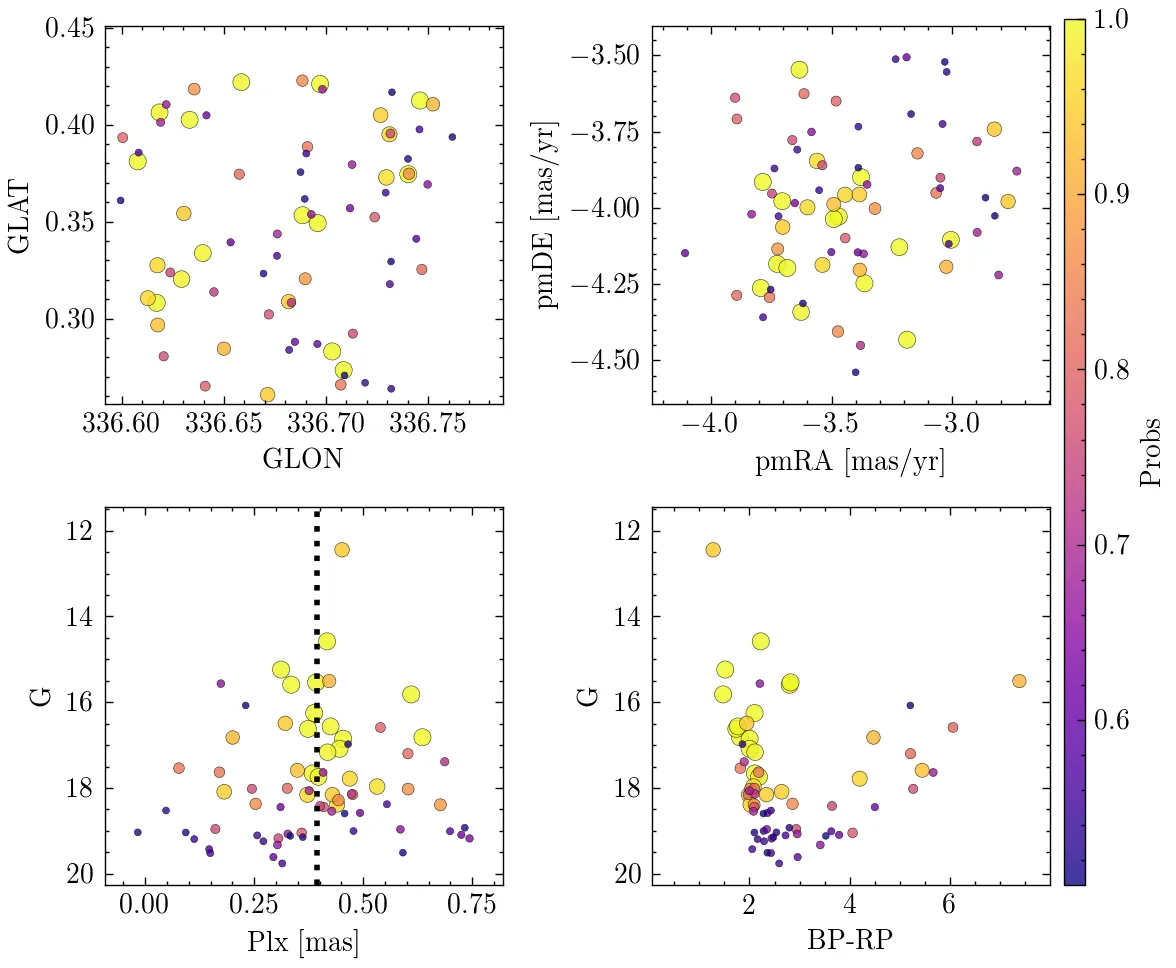 0.45
0.40
0.35
0.30
GLAT
336.60 336.65 336.70 336.75
GLON
−3.50
−3.75
−4.00
−4.25
−4.50
pmDE [mas/yr]
−4.0 −3.5 −3.0
pmRA [mas/yr]
1.0
0.9
0.8
0.7
0.6
Probs
12
14
16
18
20
G
0.00 0.25 0.50 0.75
Plx [mas]
12
14
16
18
20
G
2 4 6
BP-RP